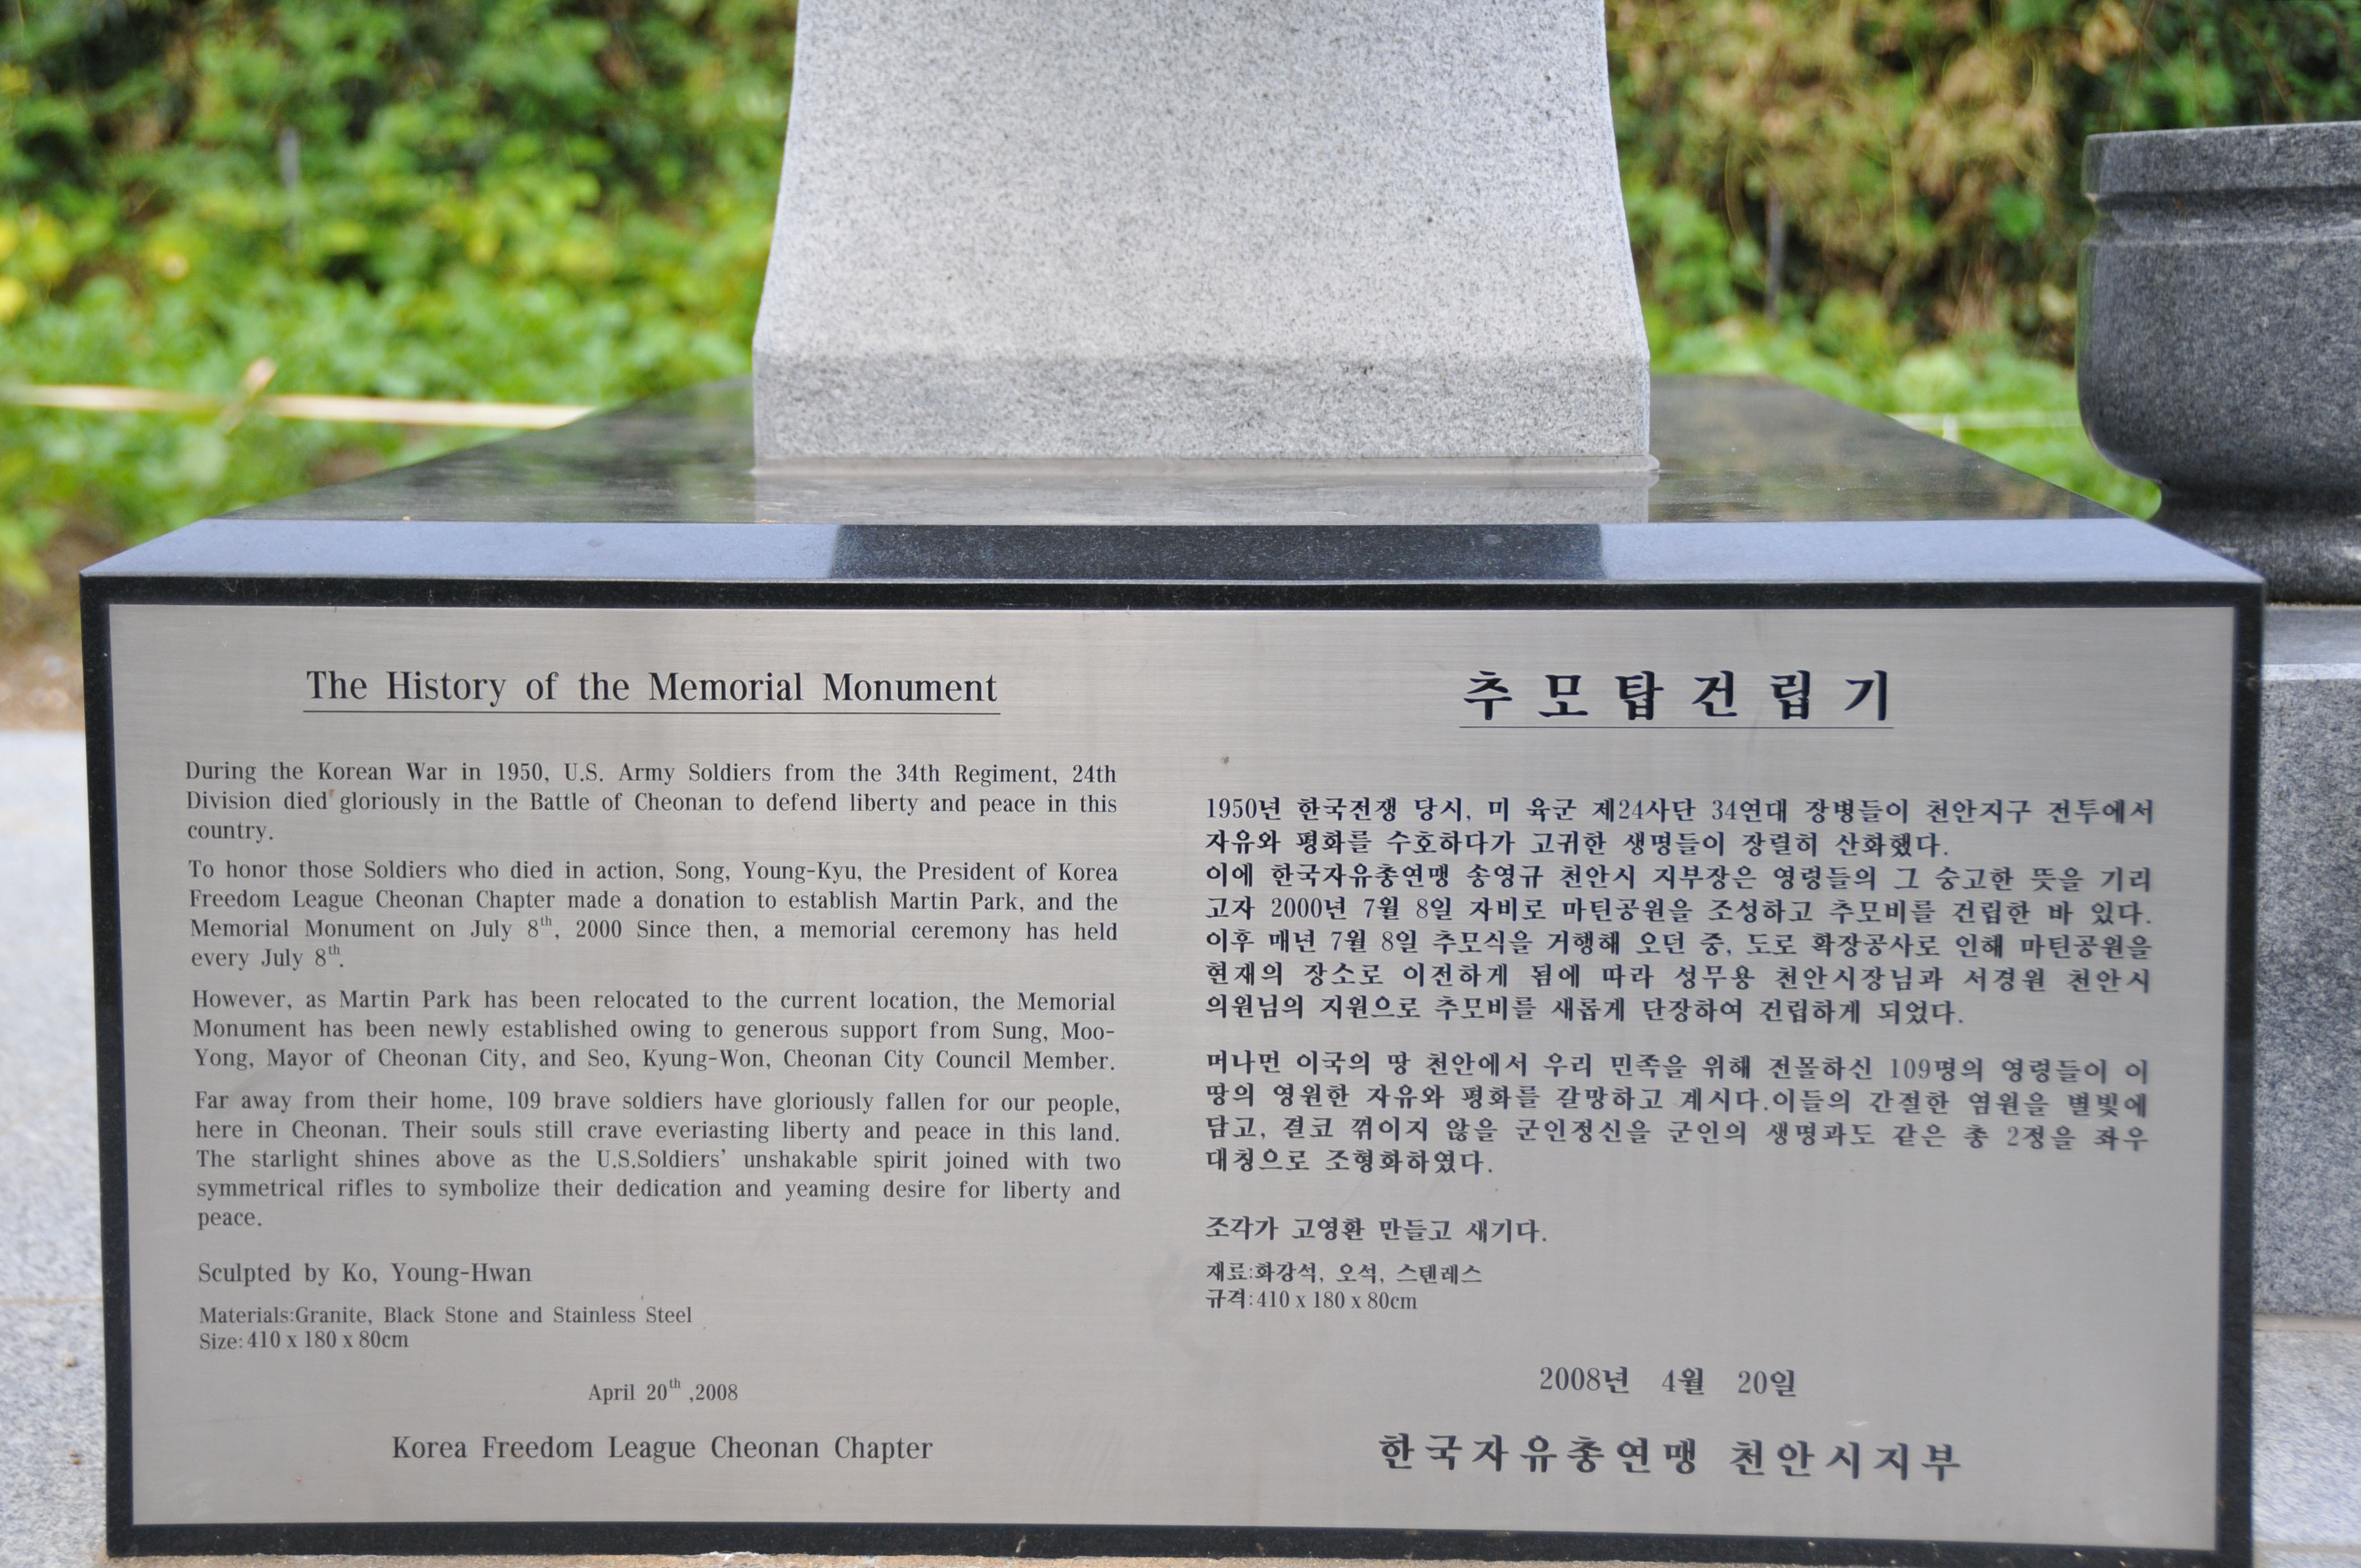 The History of the Memorial Monument
During the Korean War in 1950, U.S. Army Soldiers from the 34th Regiment, 24th
Division died gloriously in the Battle of Cheonan to defend liberty and peace in this
country.
To honor those Soldiers who died in action, Song, Young-Kyu, the President of Korea
Freedom League Cheonan Chapter made a donation to establish Martin Park, and the
Memorial Monument on July 8th, 2000 Since then, a memorial ceremony has held
every July 8th.
However, as Martin Park has been relocated to the current location, the Memorial
Monument has been newly established owing to generous support from Sung, Moo-
Yong, Mayor of Cheonan City, and Seo, Kyung-Won, Cheonan City Council Member.
Far away from their home, 109 brave soldiers have gloriously fallen for our people,
here in Cheonan. Their souls still crave everiasting liberty and peace in this land.
The starlight shines above as the U.S.Soldiers' unshakable spirit joined with two
symmetrical rifles to symbolize their dedication and yeaming desire for liberty and
peace.
Sculpted by Ko, Young-Hwan
Materials:Granite, Black Stone and Stainless Steel
Size:410 x 180 x 80cm
April 20th ,2008
Korea Freedom League Cheonan Chapter
추모탑건립기
1950년 한국전쟁 당시, 미 육군 제24사단 34연대 장병들이 천안지구 전투에서
자유와 평화를 수호하다가 고귀한 생명들이 장렬히 산화했다.
이에 한국자유총연맹 송영규 천안시 지부장은 영령들의 그 숭고한 뜻을 기리
고자 2000년 7월 8일 자비로 마틴공원을 조성하고 추모비를 건립한 바 있다.
이후 매년 7월 8일 추모식을 거행해 오던 중, 도로 확장공사로 인해 마틴공원을
현재의 장소로 이전하게 됨에 따라 성무용 천안시장님과 서경원 천안시
의원님의 지원으로 추모비를 새롭게 단장하여 건립하게 되었다.
머나먼 이국의 땅 천안에서 우리 민족을 위해 전몰하신 109명의 영령들이 이
땅의 영원한 자유와 평화를 갈망하고 계시다.이들의 간절한 염원을 별빛에
담고, 결코 꺾이지 않을 군인정신을 군인의 생명과도 같은 총 2정을 좌우
대칭으로 조형화하였다.
조각가 고영환 만들고 새기다.
재료:화강석, 오석, 스텐레스
규격:410 x 180 x 80cm
2008년 4월 20일
한국자유총연맹 천안시지부